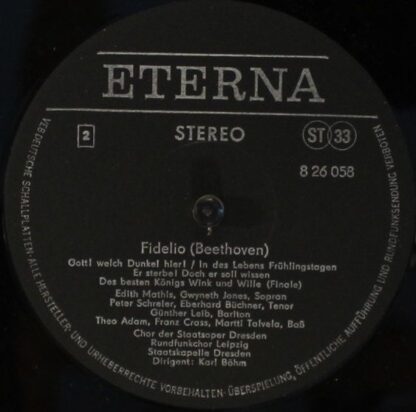 ETERNA
2
STEREO
ST 33
8 26 058
Fidelio (Beethoven)
Gott! welch Dunkel hier! / In des Lebens Frühlingstagen
Er sterbe! Doch er soll wissen
Des besten Königs Wink und Wille (Finale)
Edith Mathis, Gwyneth Jones, Sopran
Peter Schreier, Eberhard Büchner, Tenor
Günther Leib, Bariton
Theo Adam, Franz Crass, Martti Talvela, Baß
Chor der Staatsoper Dresden
Rundfunkchor Leipzig
Staatskapelle Dresden
Dirigent: Karl Böhm
VEB DEUTSCHE SCHALLPLATTEN · ALLE HERSTELLER- UND URHEBERRECHTE VORBEHALTEN · ÜBERSPIELUNG, ÖFFENTLICHE AUFFÜHRUNG UND RUNDFUNKSENDUNG VERBOTEN